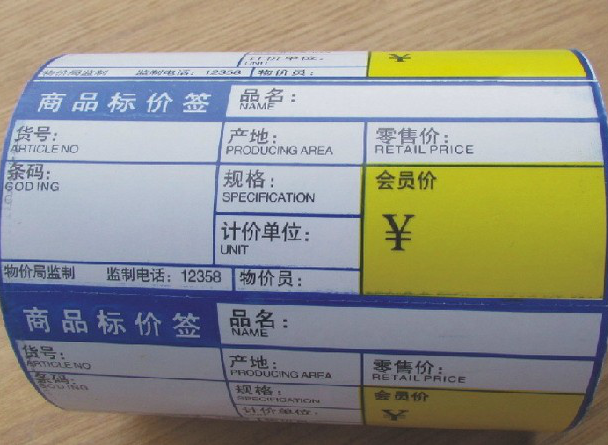 计价单位:
UNIT
¥
物价局监制 监制电话: 12358 物价员:
商品标价签
品名:
NAME
货号:
ARTICLE NO
产地:
PRODUCING AREA
零售价:
RETAIL PRICE
条码:
CODING
规格:
SPECIFICATION
会员价
¥
计价单位:
UNIT
物价局监制 监制电话: 12358 物价员:
商品标价签
品名:
NAME
货号:
ARTICLE NO
产地:
PRODUCING AREA
零售价:
RETAIL PRICE
条码:
CODING
规格:
SPECIFICATION
会员价
计价单位:
¥